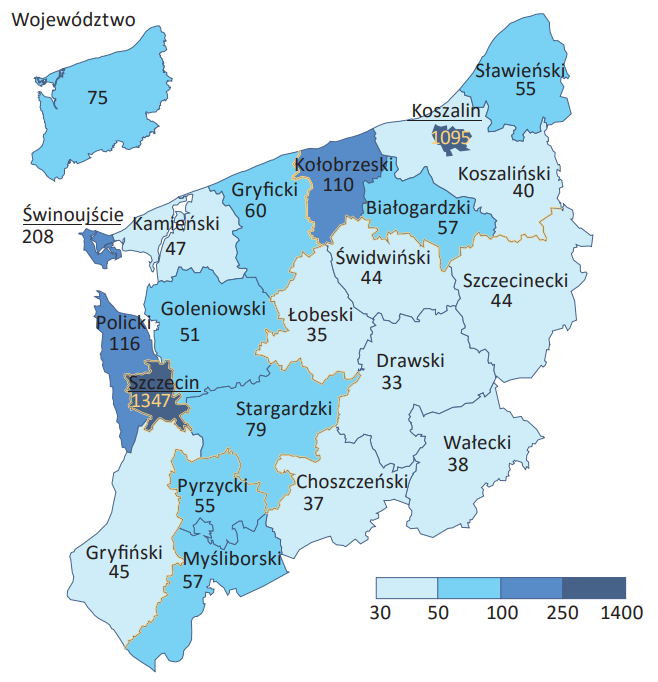 Województwo
75
Sławieński
55
Koszalin
1095
Kołobrzeski
110
Koszaliński
40
Gryficki
60
Białogardzki
57
Świnoujście
208
Kamieński
47
Świdwiński
44
Szczecinecki
44
Goleniowski
51
Łobeski
35
Policki
116
Drawski
33
Szczecin
1347
Stargardzki
79
Wałecki
38
Pyrzycki
55
Choszczeński
37
Gryfiński
45
Myśliborski
57
30 50 100 250 1400